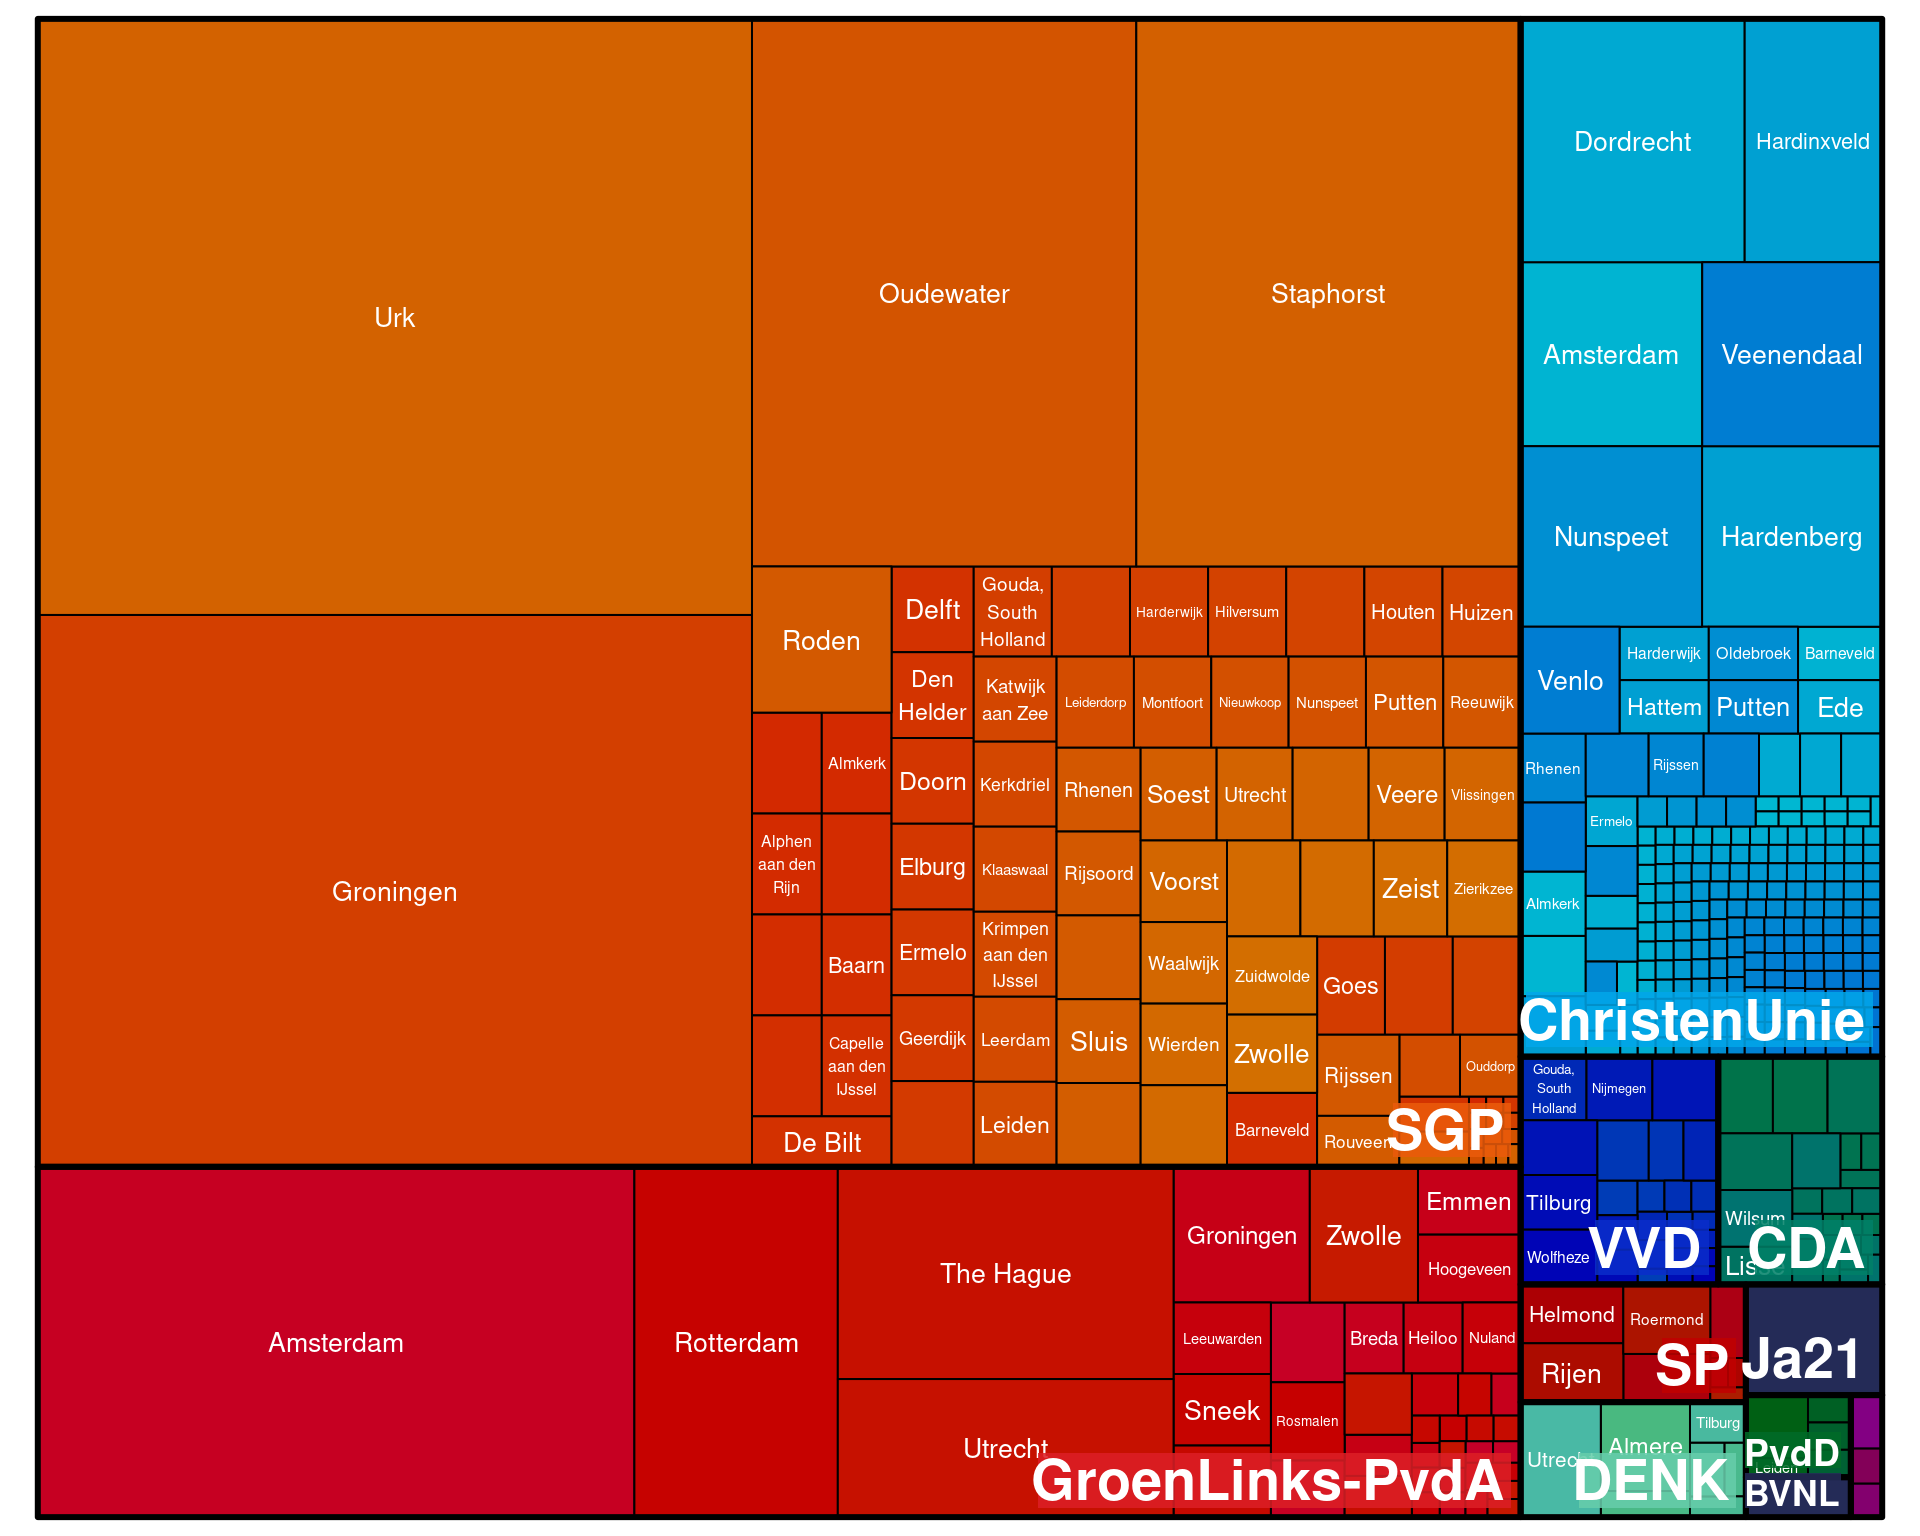 Urk
Oudewater
Staphorst
Dordrecht
Hardinxveld
Amsterdam
Veenendaal
Nunspeet
Hardenberg
Groningen
Roden
Delft
Gouda,
South
Holland
Harderwijk
Hilversum
Houten
Huizen
Den
Helder
Katwijk
aan Zee
Leiderdorp
Montfoort
Nieuwkoop
Nunspeet
Putten
Reeuwijk
Almkerk
Doorn
Kerkdriel
Rhenen
Soest
Utrecht
Veere
Vlissingen
Alphen
aan den
Rijn
Elburg
Klaaswaal
Rijsoord
Voorst
Zeist
Zierikzee
Baarn
Ermelo
Krimpen
aan den
IJssel
Waalwijk
Zuidwolde
Goes
Capelle
aan den
IJssel
Geerdijk
Leerdam
Sluis
Wierden
Zwolle
Rijssen
Ouddorp
De Bilt
Leiden
Barneveld
Rouveen
SGP
Venlo
Harderwijk
Oldebroek
Barneveld
Hattem
Putten
Ede
Rhenen
Rijssen
Ermelo
Almkerk
ChristenUnie
Amsterdam
Rotterdam
The Hague
Utrecht
Groningen
Zwolle
Emmen
Hoogeveen
Leeuwarden
Breda
Heiloo
Nuland
Sneek
Rosmalen
GroenLinks-PvdA
Gouda,
South
Holland
Nijmegen
Tilburg
Wolfheze
VVD
Wilsum
Lisse
CDA
Helmond
Roermond
Rijen
SP
Ja21
Utrecht
Almere
Tilburg
DENK
PvdD
Leiden
BVNL